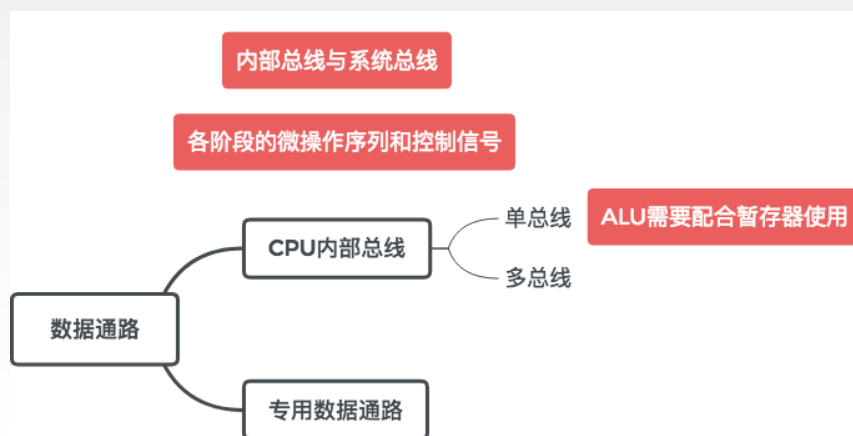 内部总线与系统总线
各阶段的微操作序列和控制信号
单总线
ALU需要配合暂存器使用
CPU内部总线
多总线
数据通路
专用数据通路